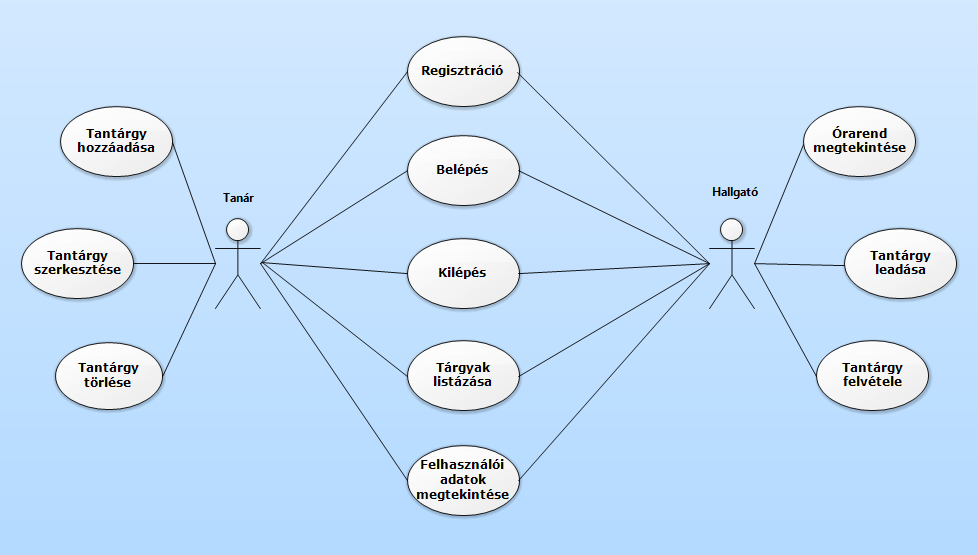 Regisztráció
Tantárgy
hozzáadása
Órarend
megtekintése
Belépés
Tanár
Hallgató
Tantárgy
szerkesztése
Kilépés
Tantárgy
leadása
Tantárgy
törlése
Tárgyak
listázása
Tantárgy
felvétele
Felhasználói
adatok
megtekintése